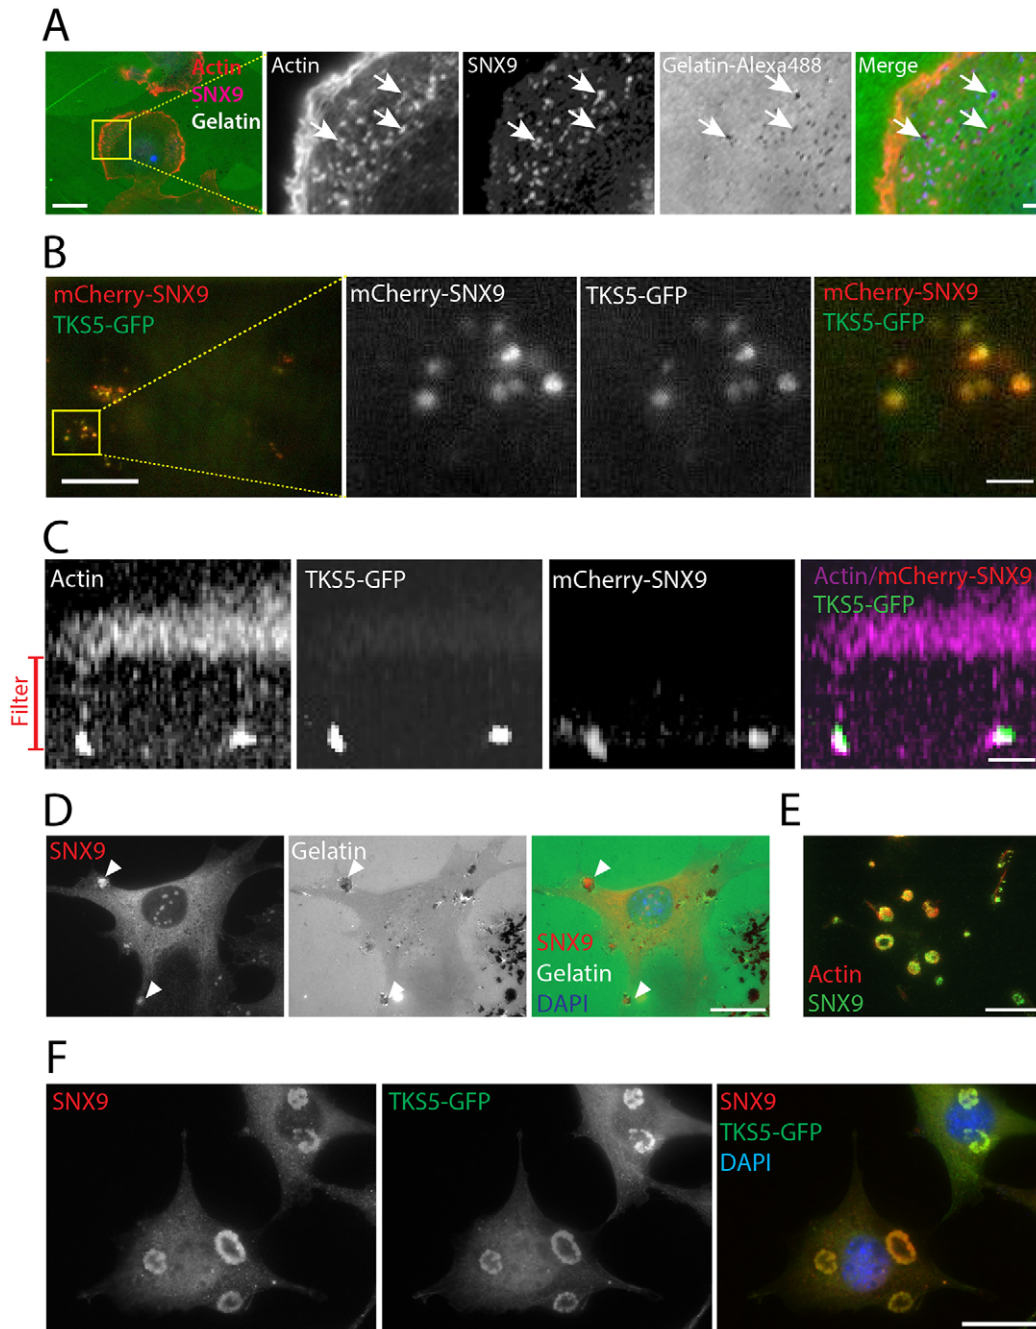 A
Actin
SNX9
Gelatin
Actin
SNX9
Gelatin-Alexa488
Merge
B
mCherry-SNX9
TKS5-GFP
mCherry-SNX9
TKS5-GFP
mCherry-SNX9
TKS5-GFP
C
Filter
Actin
TKS5-GFP
mCherry-SNX9
Actin/mCherry-SNX9
TKS5-GFP
D
SNX9
Gelatin
SNX9
Gelatin
DAPI
E
Actin
SNX9
F
SNX9
TKS5-GFP
SNX9
TKS5-GFP
DAPI